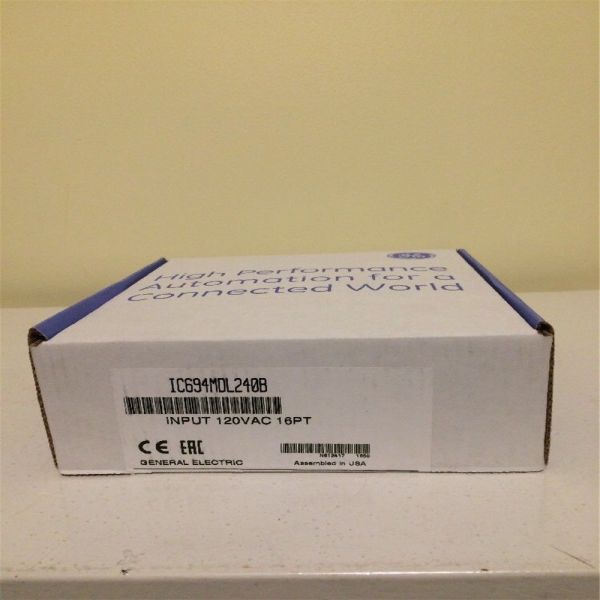 High Performance
Automation for a
Connected World
IC694MDL240B
INPUT 120VAC 16PT
CE EAC
GENERAL ELECTRIC
Assembled in USA